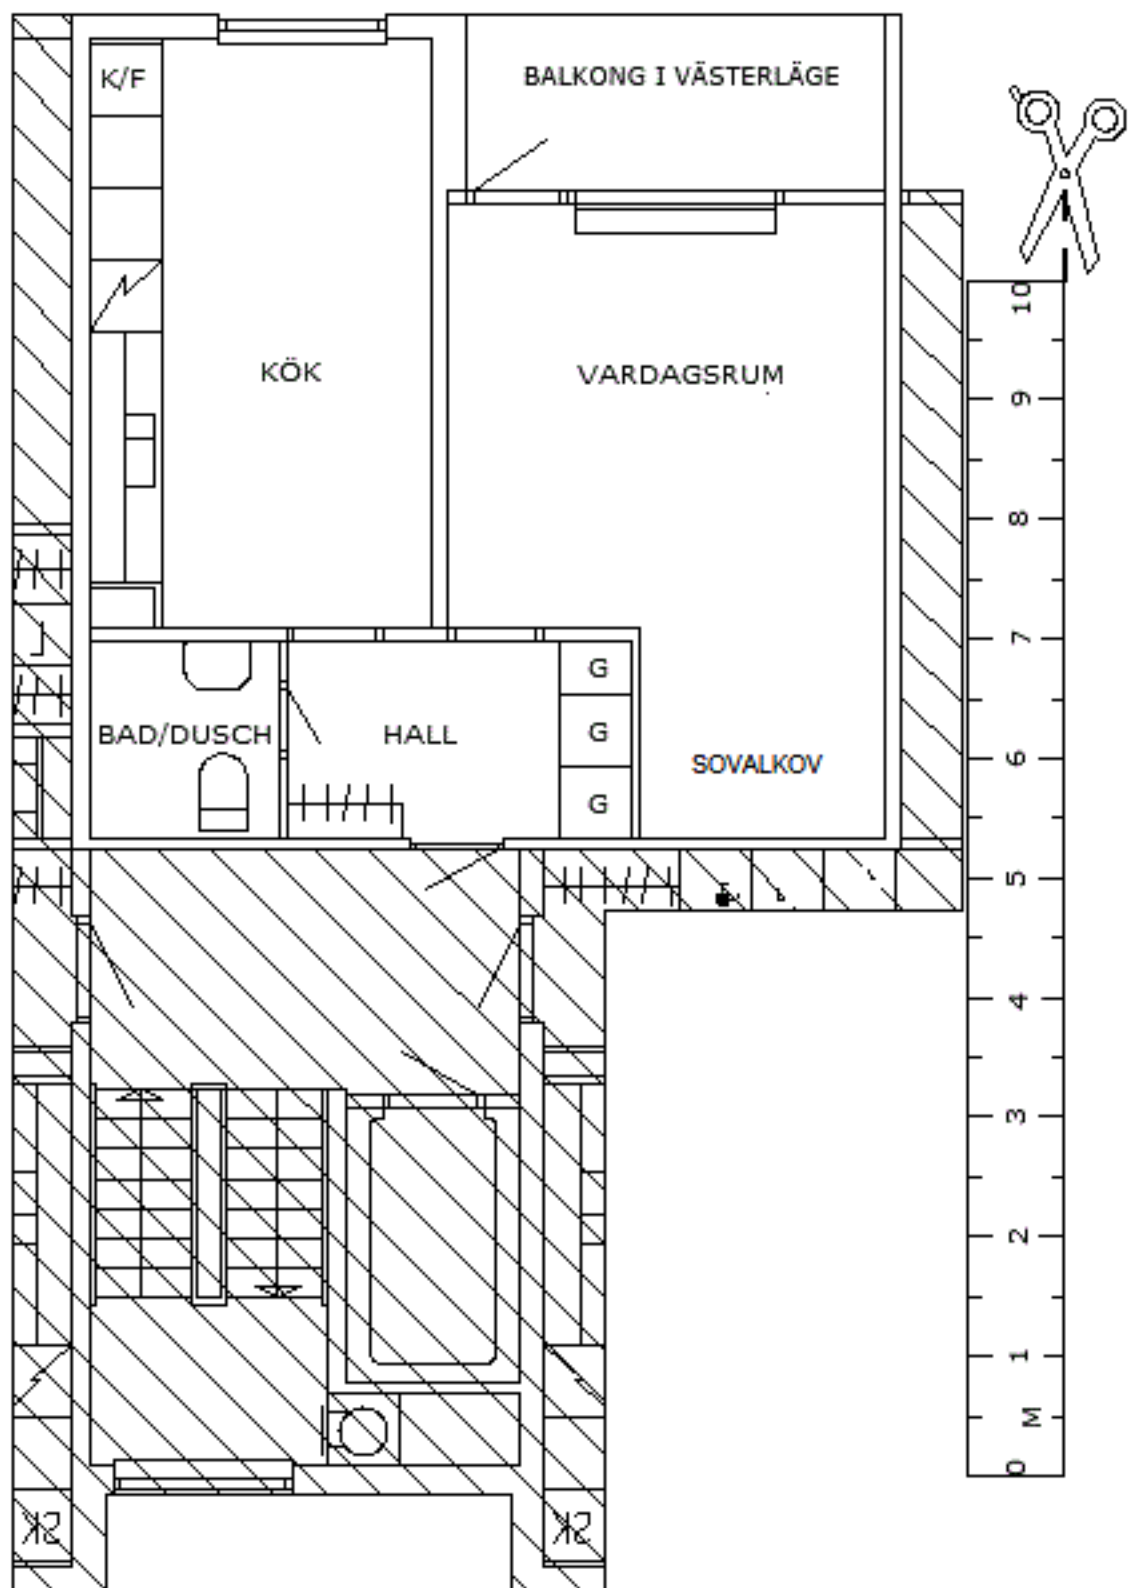 K/F
BALKONG I VÄSTERLÄGE
KÖK
VARDAGSRUM
BAD/DUSCH
HALL
G
G
G
SOVALKOV
10
9
8
7
6
5
4
3
2
1
M
0